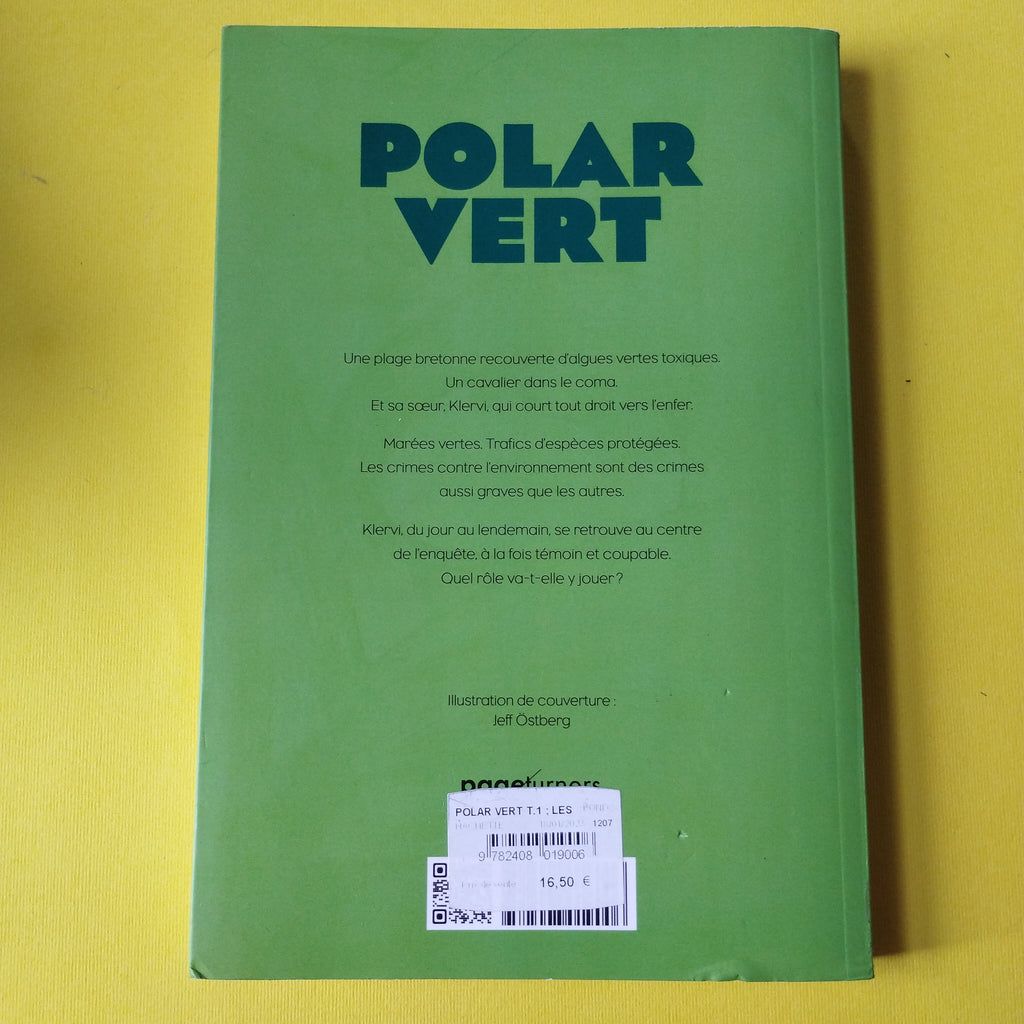 POLAR
VERT
Une plage bretonne recouverte d'algues vertes toxiques.
Un cavalier dans le coma.
Et sa sœur, Klervi, qui court tout droit vers l'enfer.
Marées vertes. Trafics d'espèces protégées.
Les crimes contre l'environnement sont des crimes
aussi graves que les autres.
Klervi, du jour au lendemain, se retrouve au centre
de l'enquête, à la fois témoin et coupable.
Quel rôle va-t-elle y jouer ?
Illustration de couverture :
Jeff Östberg
pageturners
POLAR VERT T.1 ; LES
1207
9 782408 019006
16,50 €